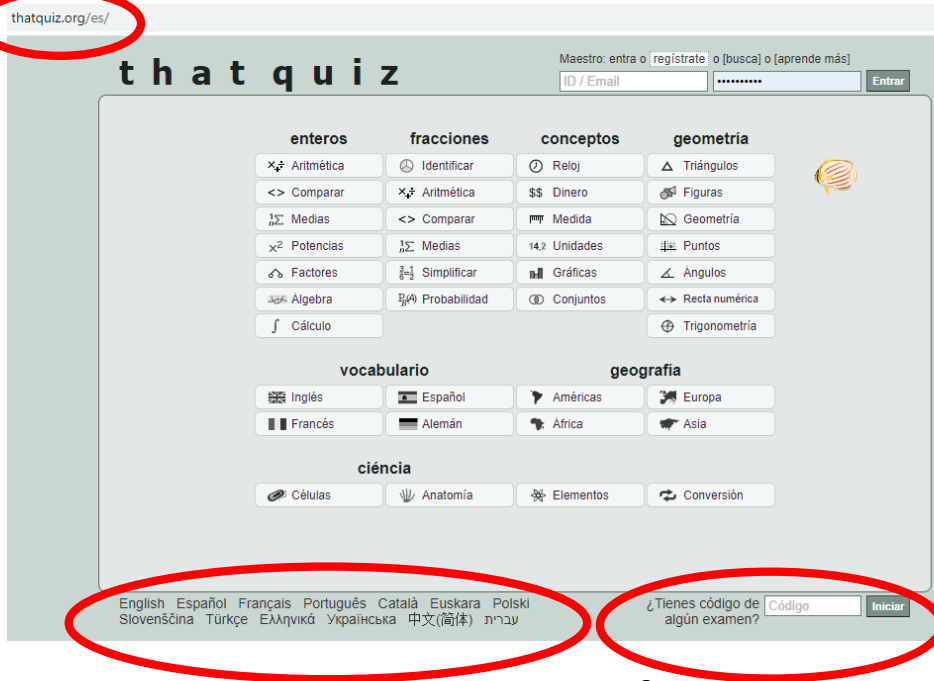 thatquiz.org/es/
Maestro: entra o regístrate o [busca] o [aprende más]
thatquiz
ID / Email •••••••••• Entrar
enteros fracciones conceptos geometría
Aritmética Identificar Reloj Triángulos
<> Comparar Aritmética $$ Dinero Figuras
Medias <> Comparar Medida Geometría
x² Potencias Medias 14,2 Unidades Puntos
Factores Simplificar Gráficas Ángulos
Álgebra Probabilidad Conjuntos Recta numérica
∫ Cálculo Trigonometría
vocabulario geografía
Inglés Español Américas Europa
Francés Alemán África Asia
ciéncia
Células Anatomía Elementos Conversión
English Español Français Português Català Euskara Polski
Slovenščina Türkçe Ελληνικά Українська 中文(简体) עברית
¿Tienes código de Código Iniciar
algún examen?